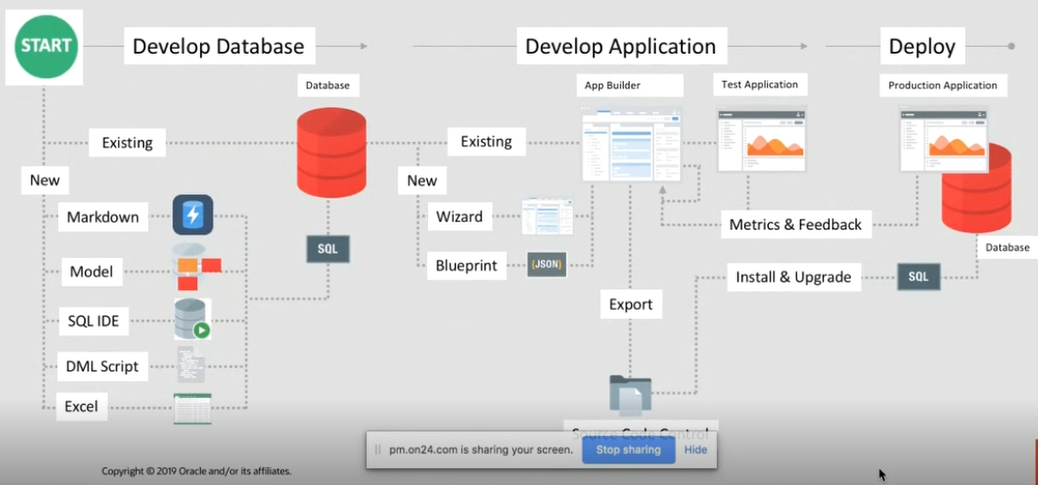 START
Develop Database
Develop Application
Deploy
Database
App Builder
Test Application
Production Application
Existing
Existing
New
New
Markdown
Wizard
Metrics & Feedback
SQL
Database
Model
Blueprint
{JSON}
Install & Upgrade
SQL
Export
SQL IDE
DML Script
Excel
Source Code Control
pm.on24.com is sharing your screen.
Stop sharing
Hide
Copyright © 2019 Oracle and/or its affiliates.